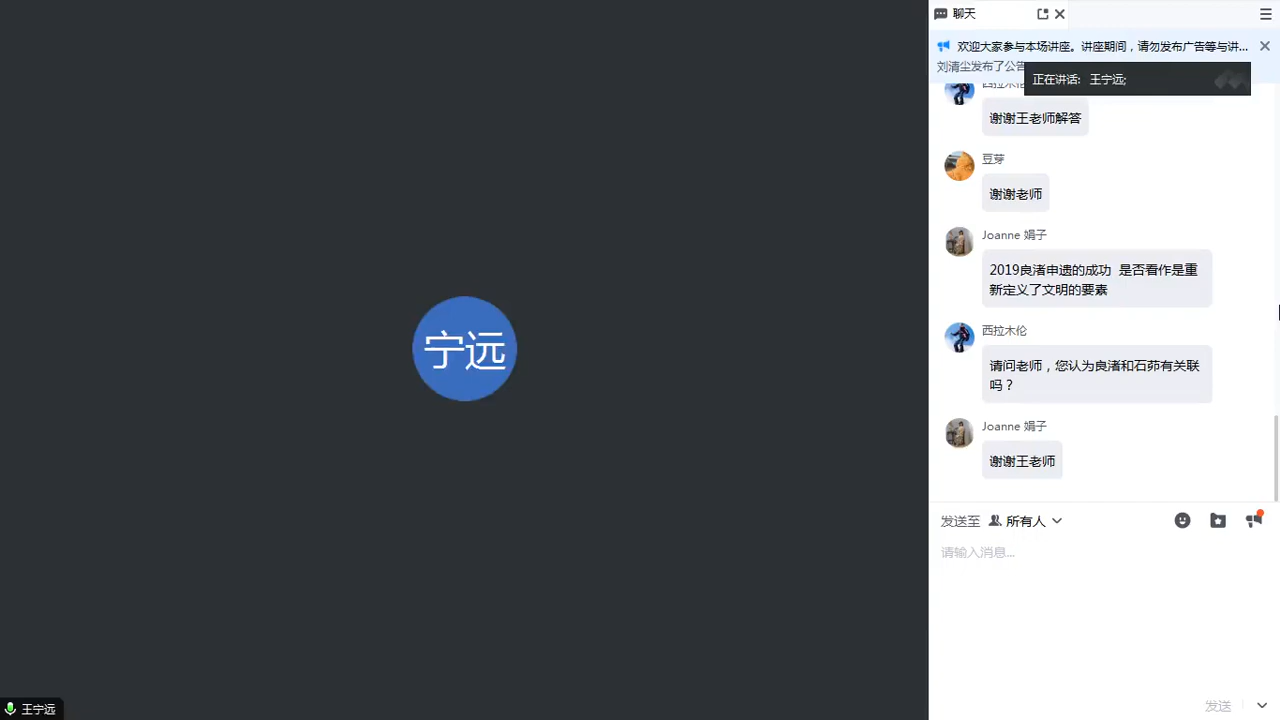 聊天
欢迎大家参与本场讲座。讲座期间，请勿发布广告等与讲...
刘清尘发布了公告
正在讲话: 王宁远;
西拉木伦
谢谢王老师解答
豆芽
谢谢老师
Joanne 娟子
2019良渚申遗的成功 是否看作是重
新定义了文明的要素
西拉木伦
请问老师，您认为良渚和石茆有关联
吗？
Joanne 娟子
谢谢王老师
宁远
发送至 所有人
请输入消息...
发送
王宁远